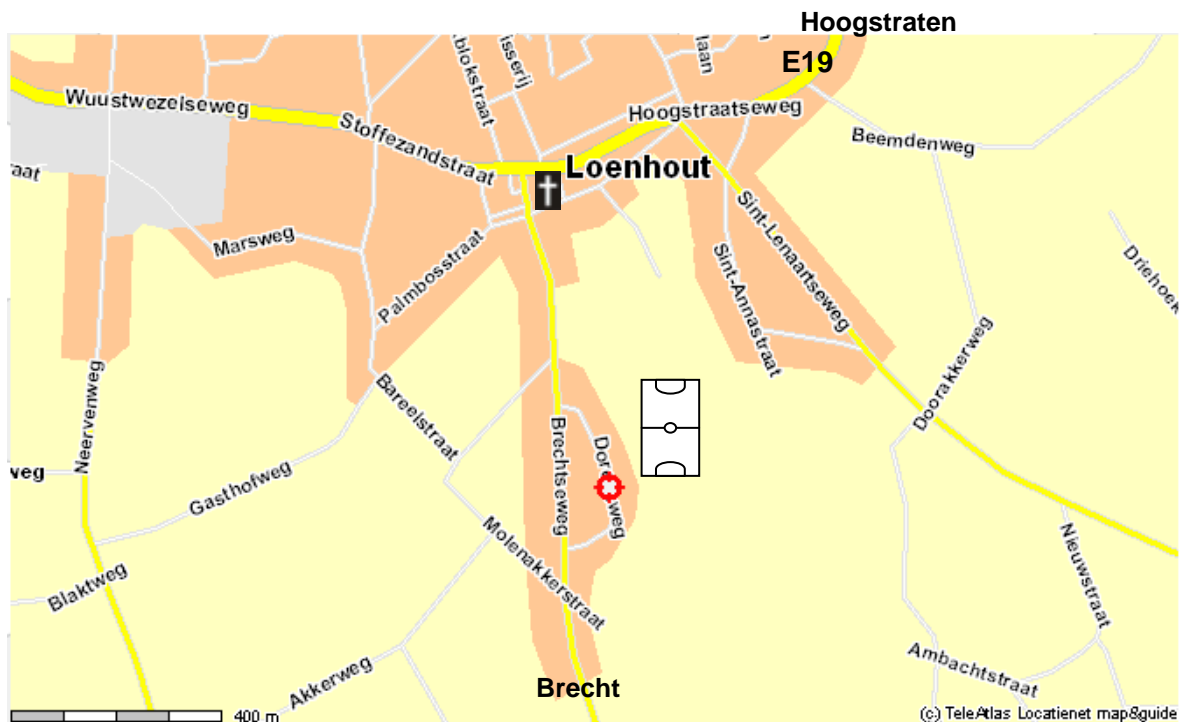 Hoogstraten
E19
Wuustwezelseweg
Stoffezandstraat
Hoogstraatseweg
Beemdenweg
Loenhout
Marsweg
Palmbosstraat
Sint-Lenaartseweg
Sint-Annastraat
Neervenweg
Bareelstraat
Brechtseweg
Doorakkerweg
weg
Gasthofweg
Molenakkerstraat
Blaktweg
Nieuwstraat
Akkerweg
Ambachtstraat
Brecht
400 m
(c) TeleAtlas Locatienet map&guide